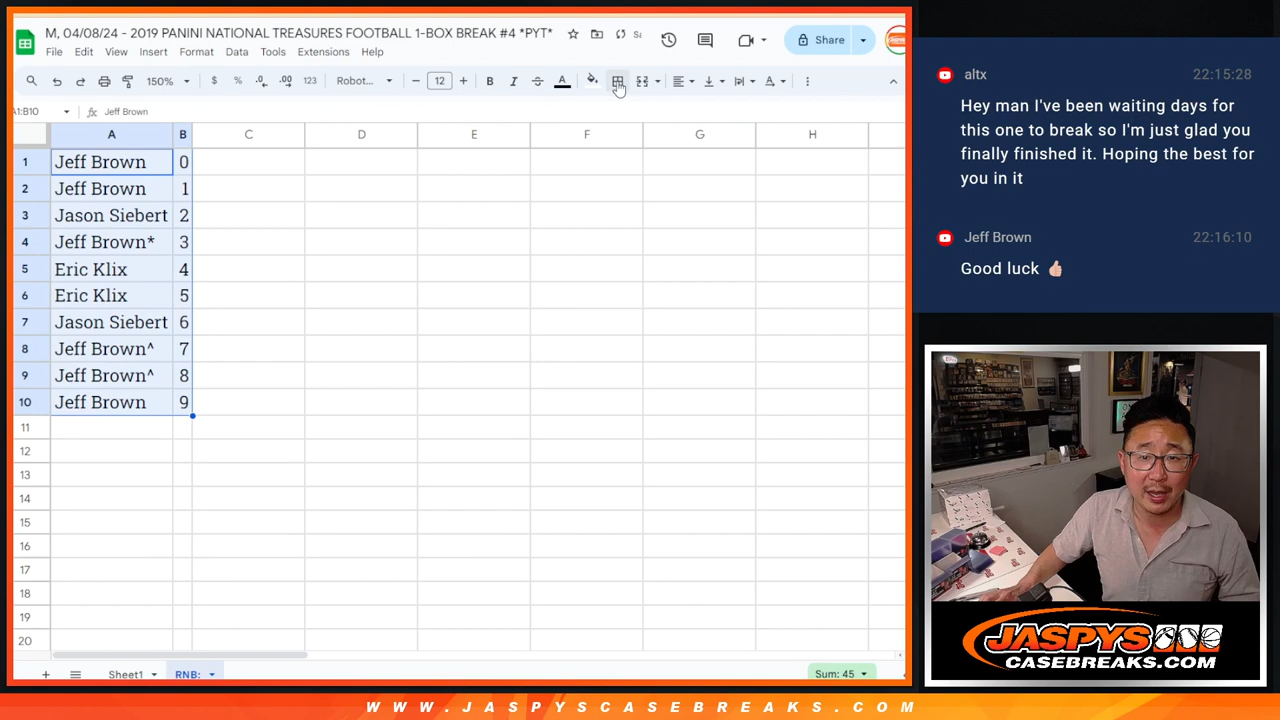 M, 04/08/24 - 2019 PANINI NATIONAL TREASURES FOOTBALL 1-BOX BREAK #4 *PYT*
File Edit View Insert Format Data Tools Extensions Help
Share
150% $ % .0 .00 123 Robot... 12 B I A
A1:B10 fx Jeff Brown
A B C D E F G H
1 Jeff Brown 0
2 Jeff Brown 1
3 Jason Siebert 2
4 Jeff Brown* 3
5 Eric Klix 4
6 Eric Klix 5
7 Jason Siebert 6
8 Jeff Brown^ 7
9 Jeff Brown^ 8
10 Jeff Brown 9
11
12
13
14
15
16
17
18
19
20
Sheet1 RNB: Sum: 45
altx 22:15:28
Hey man I've been waiting days for
this one to break so I'm just glad you
finally finished it. Hoping the best for
you in it
Jeff Brown 22:16:10
Good luck 👍🏼
JASPYS
CASEBREAKS.COM
WWW.JASPYSCASEBREAKS.COM